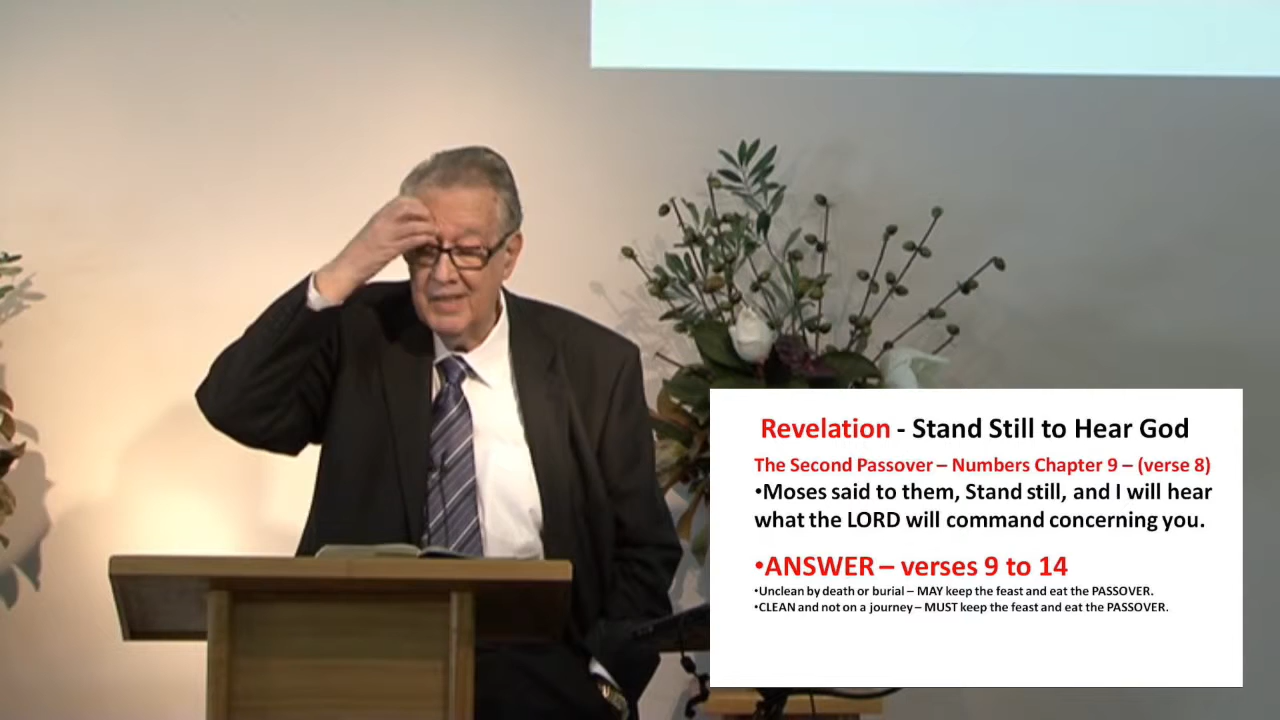 Revelation - Stand Still to Hear God
The Second Passover – Numbers Chapter 9 – (verse 8)
•Moses said to them, Stand still, and I will hear
what the LORD will command concerning you.
•ANSWER – verses 9 to 14
•Unclean by death or burial – MAY keep the feast and eat the PASSOVER.
•CLEAN and not on a journey – MUST keep the feast and eat the PASSOVER.